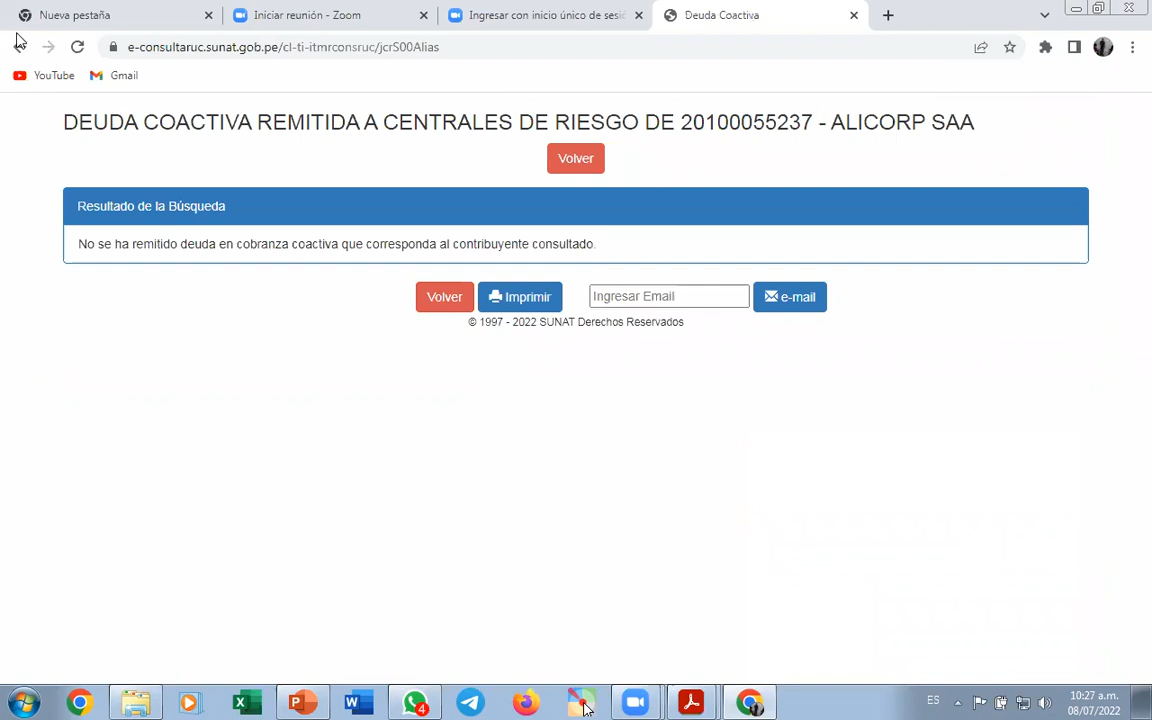 Nueva pestaña
Iniciar reunión - Zoom
Ingresar con inicio único de sesi
Deuda Coactiva
e-consultaruc.sunat.gob.pe/cl-ti-itmrconsruc/jcrS00Alias
YouTube
Gmail
DEUDA COACTIVA REMITIDA A CENTRALES DE RIESGO DE 20100055237 - ALICORP SAA
Volver
Resultado de la Búsqueda
No se ha remitido deuda en cobranza coactiva que corresponda al contribuyente consultado.
Volver
Imprimir
Ingresar Email
e-mail
© 1997 - 2022 SUNAT Derechos Reservados
4
ES
10:27 a.m.
08/07/2022